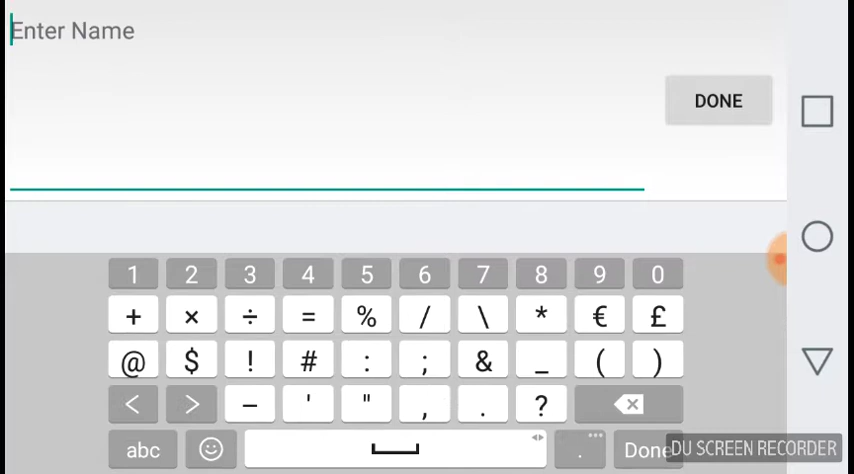 Enter Name
DONE
1 2 3 4 5 6 7 8 9 0
+ × ÷ = % / \ * € £
@ $ ! # : ; & _ ( )
< > – ' " , . ?
abc . Done
DU SCREEN RECORDER